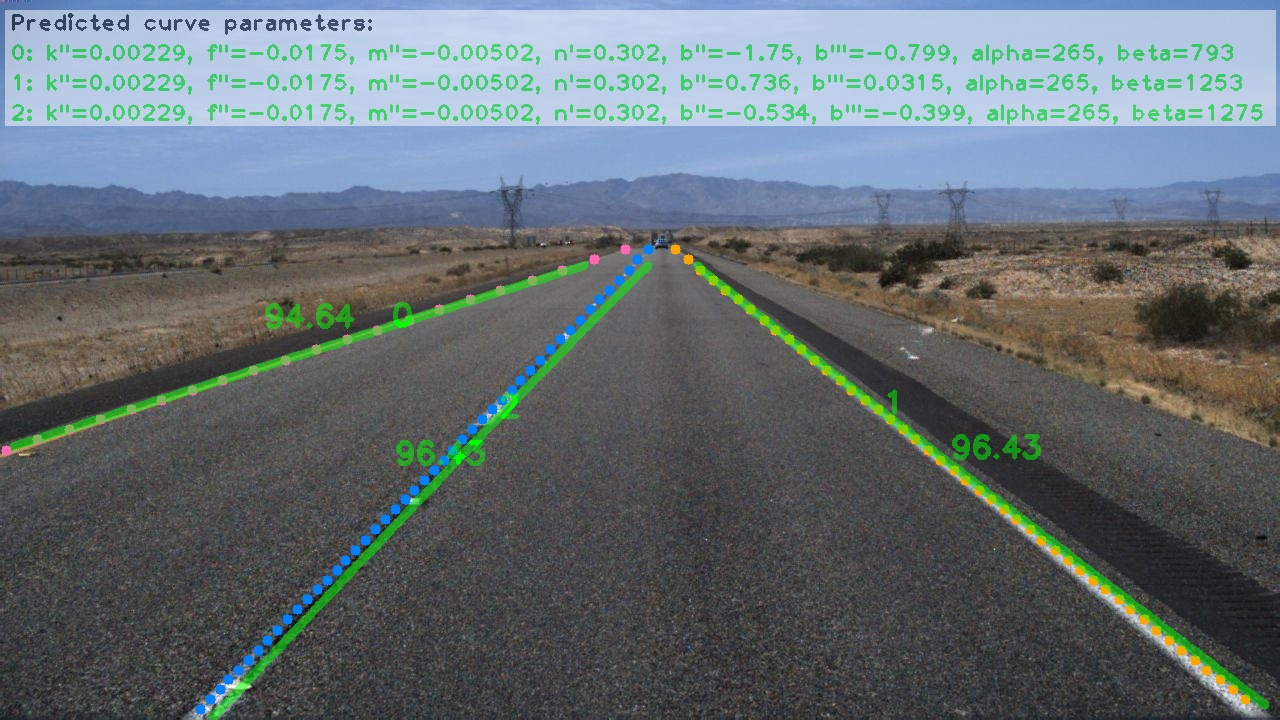 Predicted curve parameters:
0: k''=0.00229, f''=-0.0175, m''=-0.00502, n'=0.302, b''=-1.75, b'''=-0.799, alpha=265, beta=793
1: k''=0.00229, f''=-0.0175, m''=-0.00502, n'=0.302, b''=0.736, b'''=0.0315, alpha=265, beta=1253
2: k''=0.00229, f''=-0.0175, m''=-0.00502, n'=0.302, b''=-0.534, b'''=-0.399, alpha=265, beta=1275
94.64 0
2 1
96.43 96.43